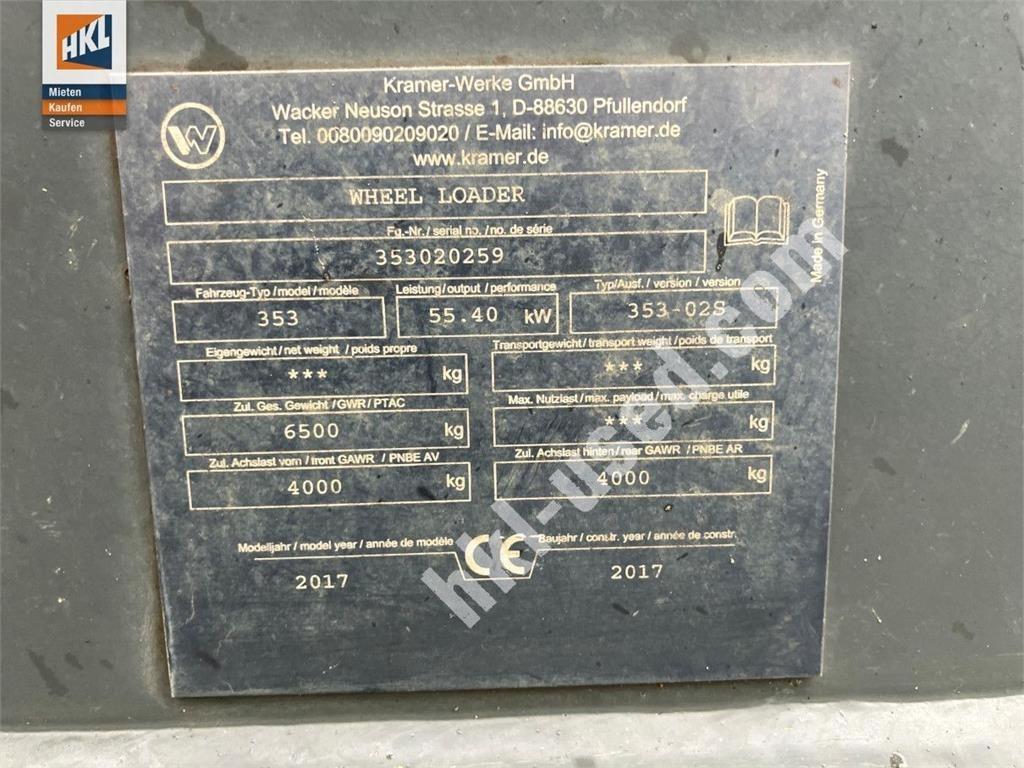 HKL
Mieten
Kaufen
Service
Kramer-Werke GmbH
Wacker Neuson Strasse 1, D-88630 Pfullendorf
Tel. 0080090209020 / E-Mail: info@kramer.de
www.kramer.de
WHEEL LOADER
Fg.-Nr./ serial no./ no. de série
353020259
Made in Germany
Fahrzeug-Typ / model / modèle
353
Leistung / output / performance
55.40 kW
Typ/Ausf. / version / version
353-02S
Eigengewicht / net weight / poids propre
*** kg
Transportgewicht / transport weight / poids de transport
*** kg
Zul. Ges. Gewicht / GWR / PTAC
6500 kg
Max. Nutzlast / max. payload / max. charge utile
*** kg
Zul. Achslast vorn / front GAWR / PNBE AV
4000 kg
Zul. Achslast hinten / rear GAWR / PNBE AR
4000 kg
Modelljahr / model year / année de modèle
2017
CE
Baujahr / constr. year / année de constr.
2017
hkl-used.com